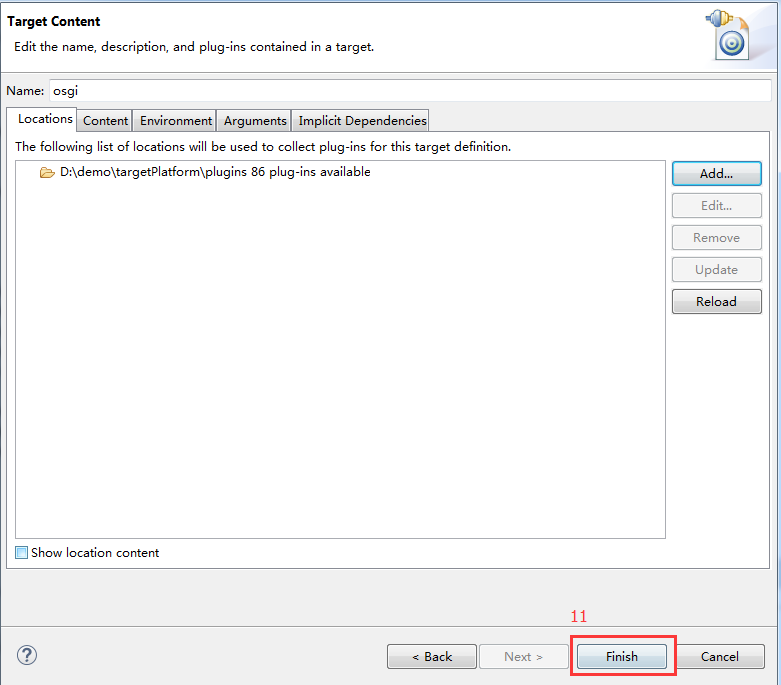 Target Content
Edit the name, description, and plug-ins contained in a target.
Name: osgi
Locations Content Environment Arguments Implicit Dependencies
The following list of locations will be used to collect plug-ins for this target definition.
D:\demo\targetPlatform\plugins 86 plug-ins available
Add...
Edit...
Remove
Update
Reload
Show location content
11
? < Back Next > Finish Cancel